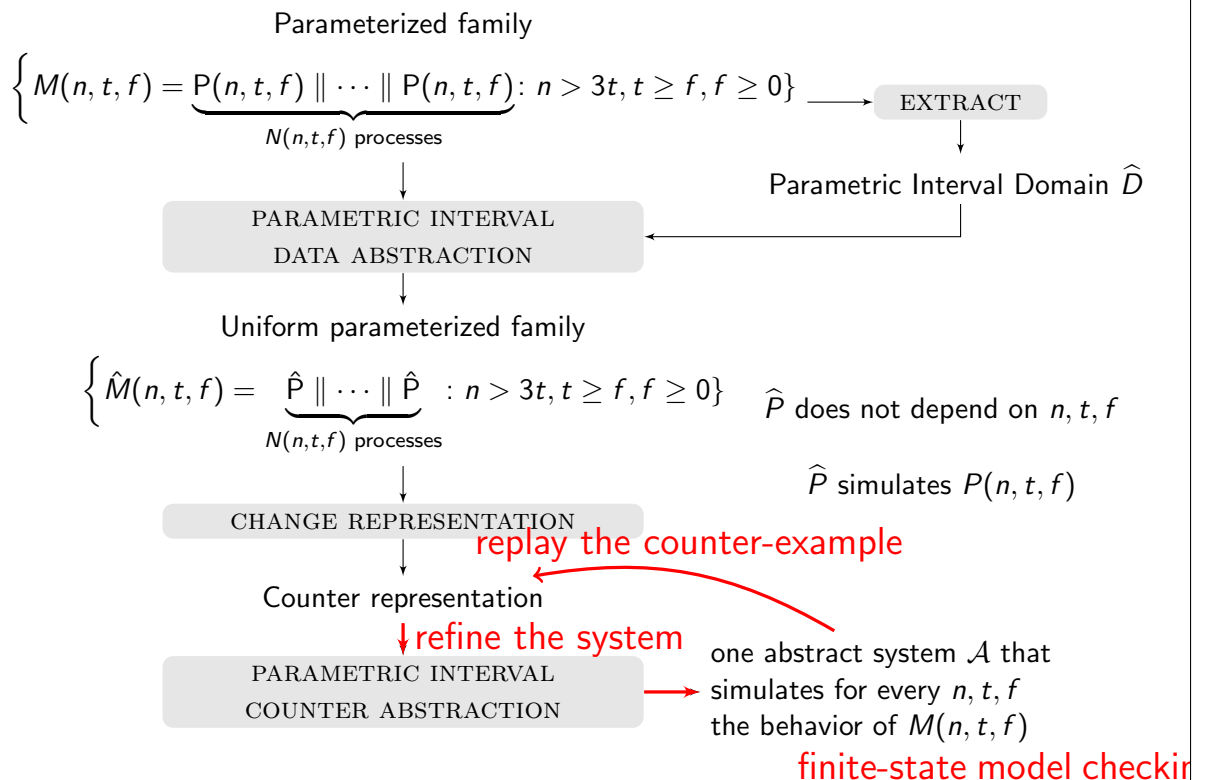 Parameterized family
{M(n, t, f) = P(n, t, f) ∥ ⋯ ∥ P(n, t, f): n > 3t, t ≥ f, f ≥ 0}
N(n,t,f) processes
EXTRACT
Parametric Interval Domain D̂
PARAMETRIC INTERVAL
DATA ABSTRACTION
Uniform parameterized family
{M̂(n, t, f) = P̂ ∥ ⋯ ∥ P̂ : n > 3t, t ≥ f, f ≥ 0}
N(n,t,f) processes
P̂ does not depend on n, t, f
P̂ simulates P(n, t, f)
CHANGE REPRESENTATION
replay the counter-example
Counter representation
refine the system
PARAMETRIC INTERVAL
COUNTER ABSTRACTION
one abstract system 𝒜 that
simulates for every n, t, f
the behavior of M(n, t, f)
finite-state model